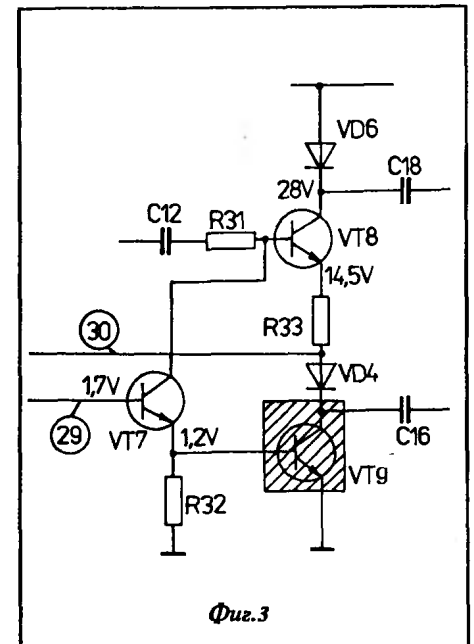 VD6
28V
C18
C12
R31
VT8
14,5V
R33
30
VD4
1,7V
29
VT7
1,2V
C16
VT9
R32
Фиг.3